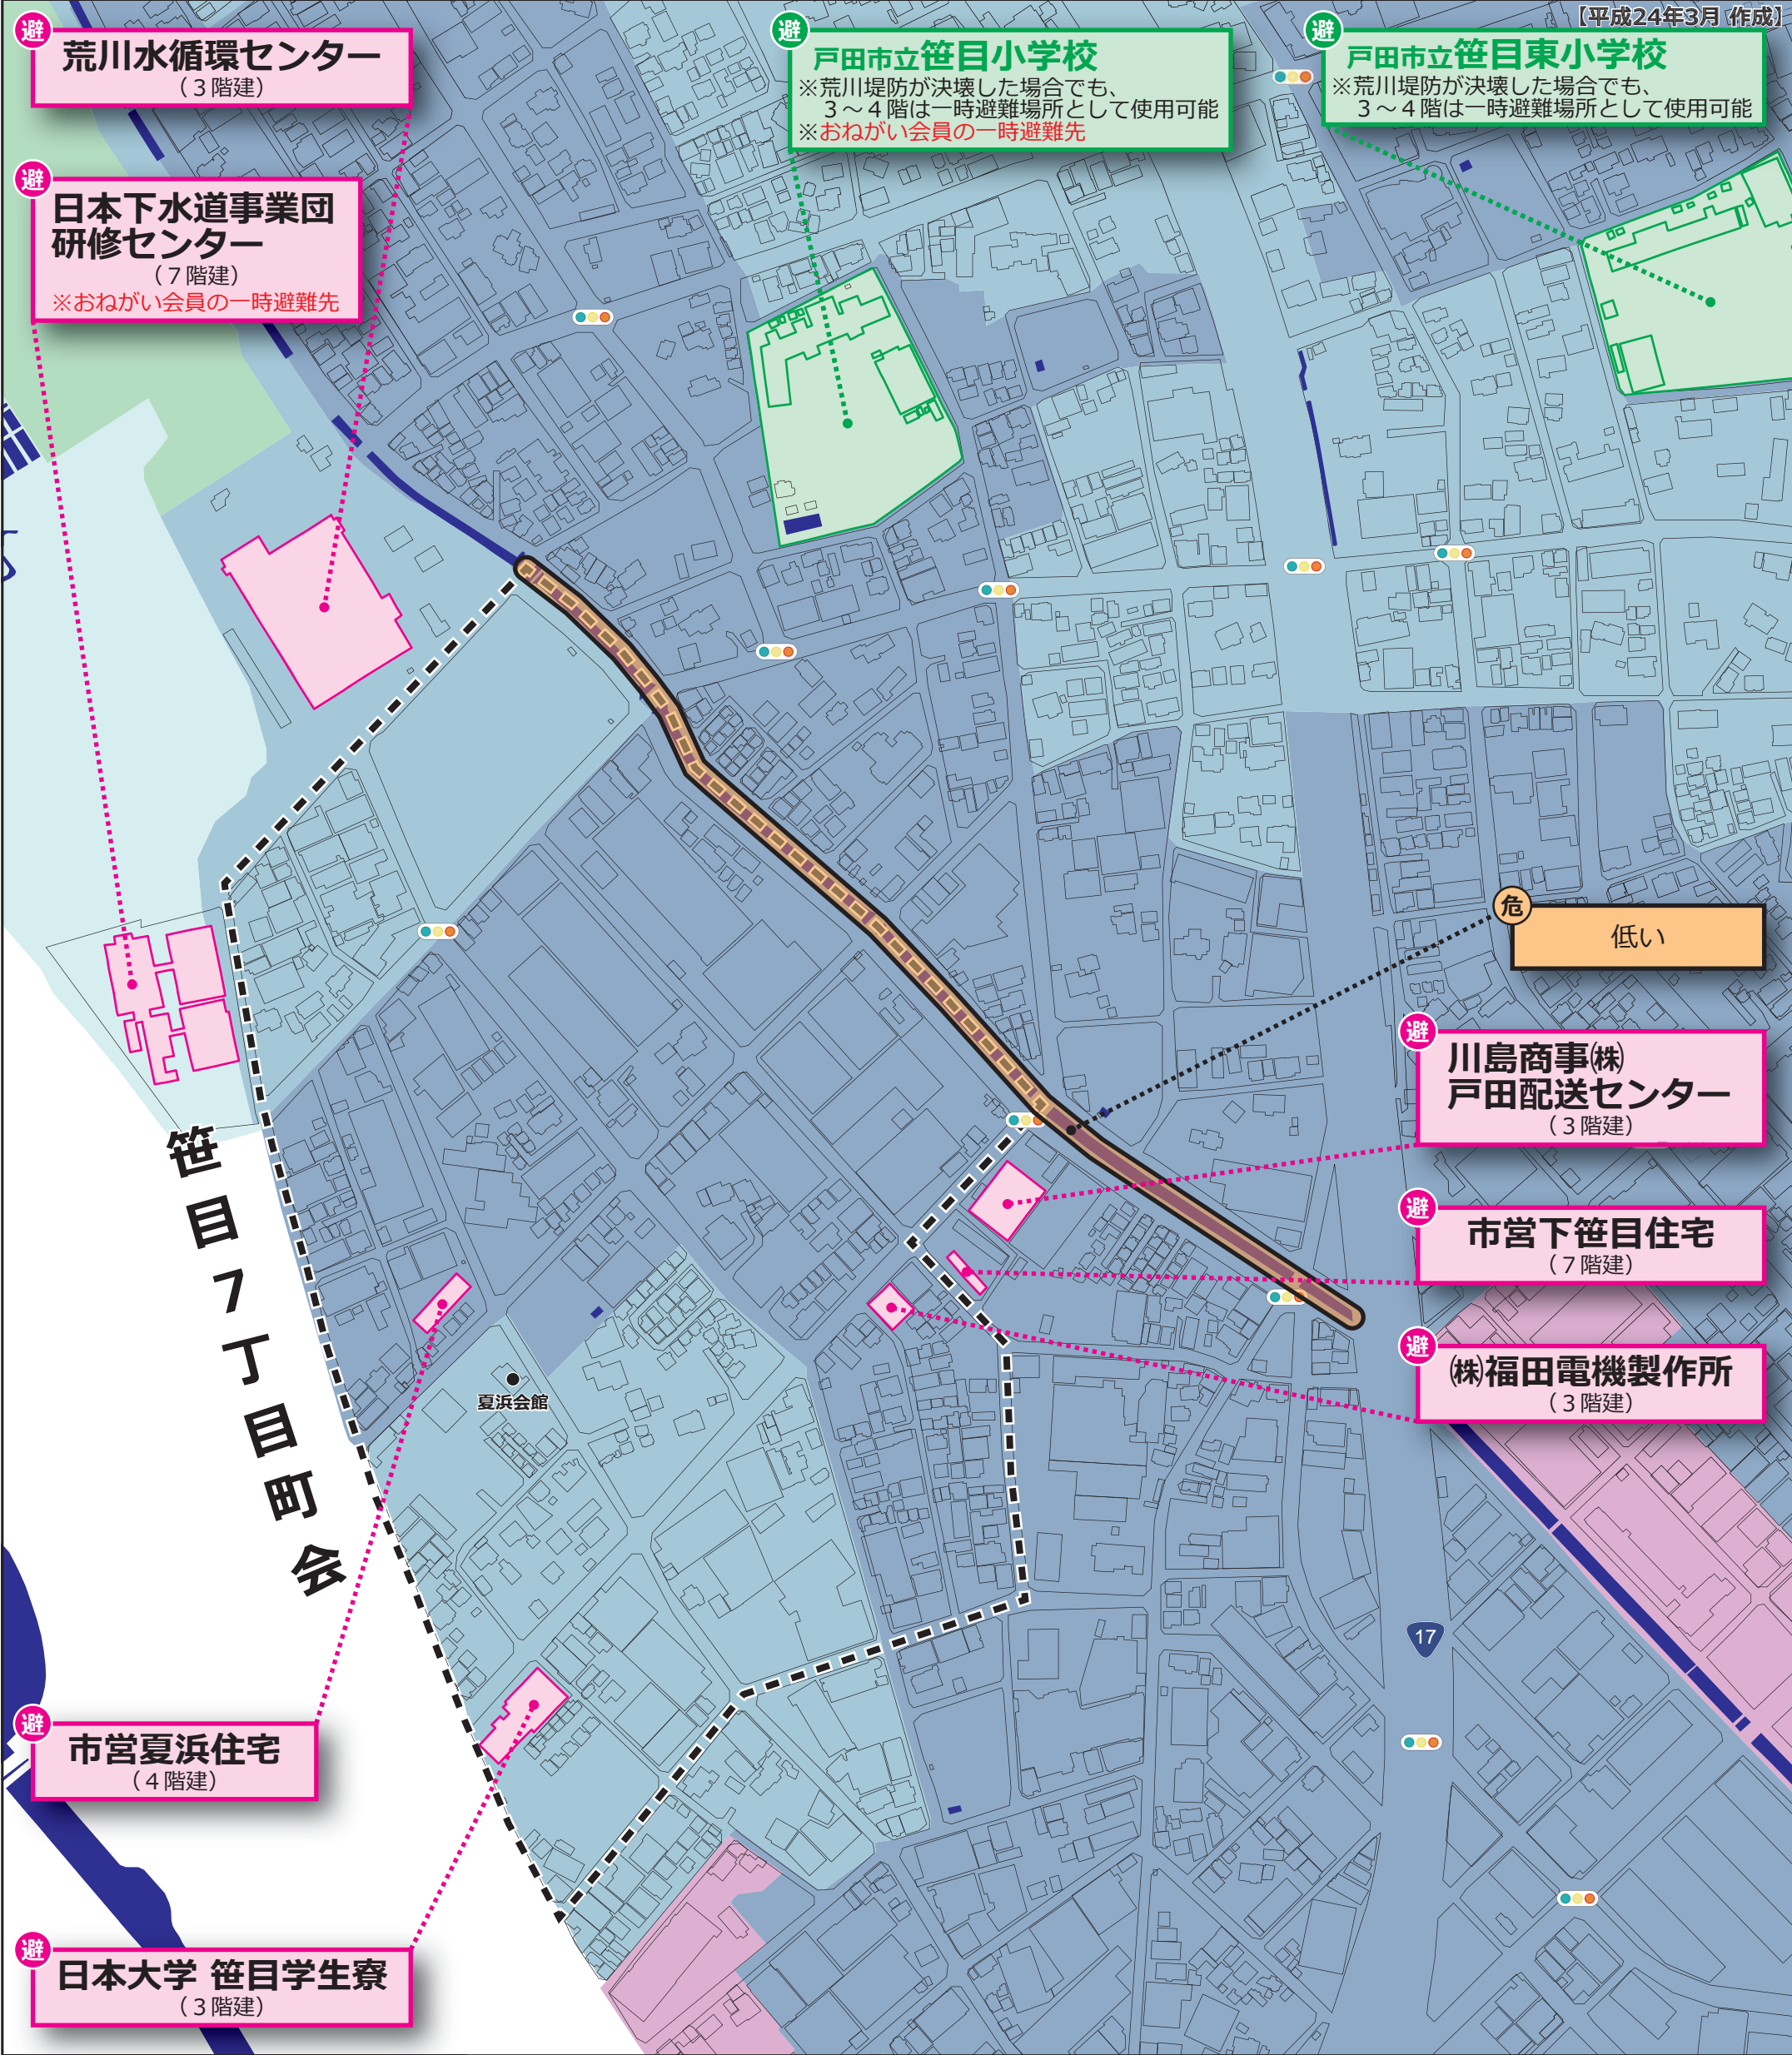 【平成24年3月 作成】
避
荒川水循環センター
（３階建）
避
戸田市立笹目小学校
※荒川堤防が決壊した場合でも、
３～４階は一時避難場所として使用可能
※おねがい会員の一時避難先
避
戸田市立笹目東小学校
※荒川堤防が決壊した場合でも、
３～４階は一時避難場所として使用可能
避
日本下水道事業団
研修センター
（７階建）
※おねがい会員の一時避難先
危
低い
避
川島商事㈱
戸田配送センター
（３階建）
笹目７丁目町会
避
市営下笹目住宅
（７階建）
避
㈱福田電機製作所
（３階建）
夏浜会館
17
避
市営夏浜住宅
（４階建）
避
日本大学 笹目学生寮
（３階建）